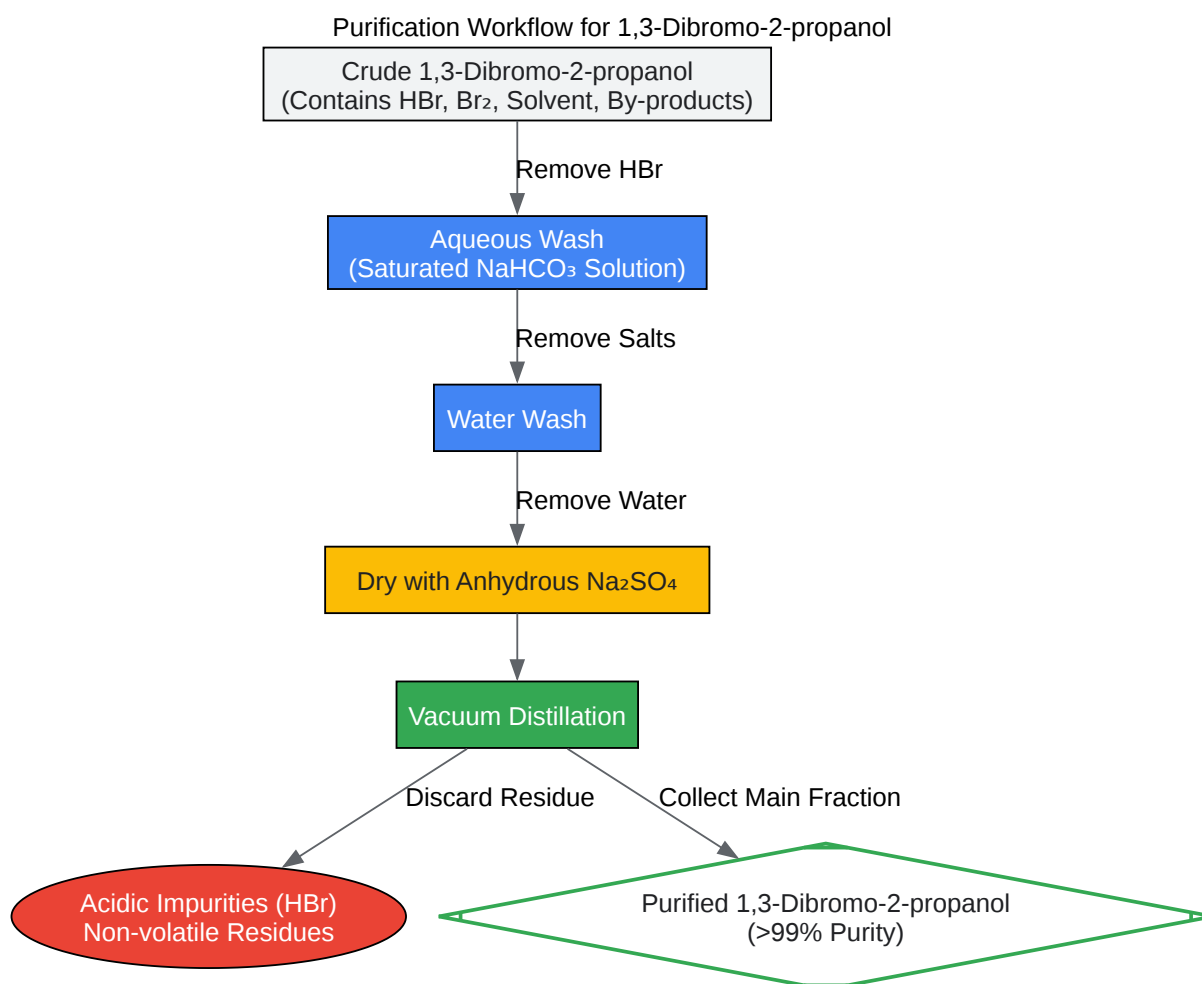 Purification Workflow for 1,3-Dibromo-2-propanol
Crude 1,3-Dibromo-2-propanol
(Contains HBr, Br₂, Solvent, By-products)
Remove HBr
Aqueous Wash
(Saturated NaHCO₃ Solution)
Remove Salts
Water Wash
Remove Water
Dry with Anhydrous Na₂SO₄
Vacuum Distillation
Discard Residue
Collect Main Fraction
Acidic Impurities (HBr)
Non-volatile Residues
Purified 1,3-Dibromo-2-propanol
(>99% Purity)